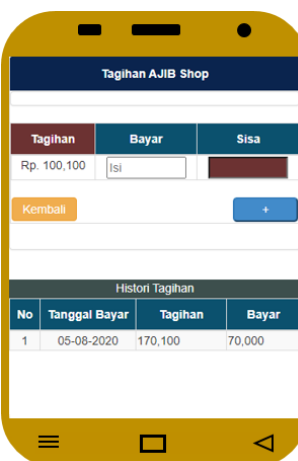 Tagihan AJIB Shop
Tagihan Bayar Sisa
Rp. 100,100 Isi
Kembali +
Histori Tagihan
No Tanggal Bayar Tagihan Bayar
1 05-08-2020 170,100 70,000